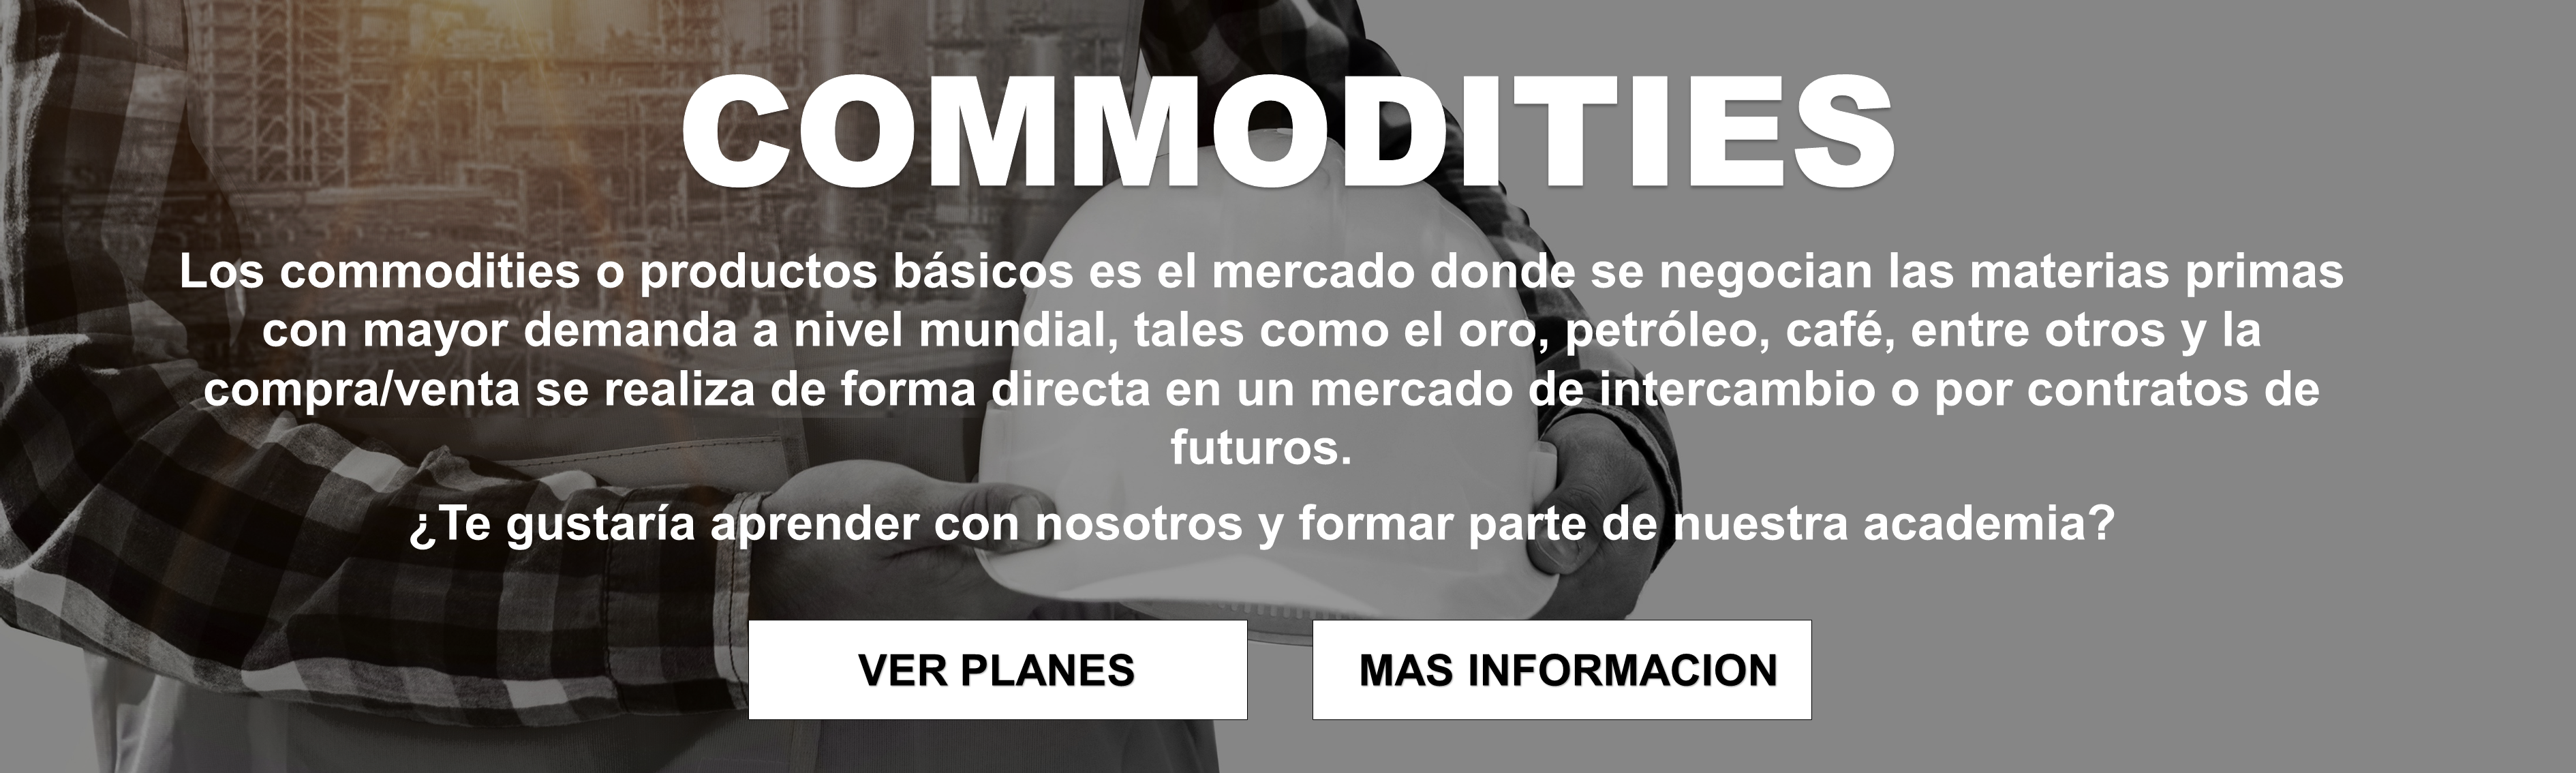 COMMODITIES
Los commodities o productos básicos es el mercado donde se negocian las materias primas
con mayor demanda a nivel mundial, tales como el oro, petróleo, café, entre otros y la
compra/venta se realiza de forma directa en un mercado de intercambio o por contratos de
futuros.
¿Te gustaría aprender con nosotros y formar parte de nuestra academia?
VER PLANES
MAS INFORMACION